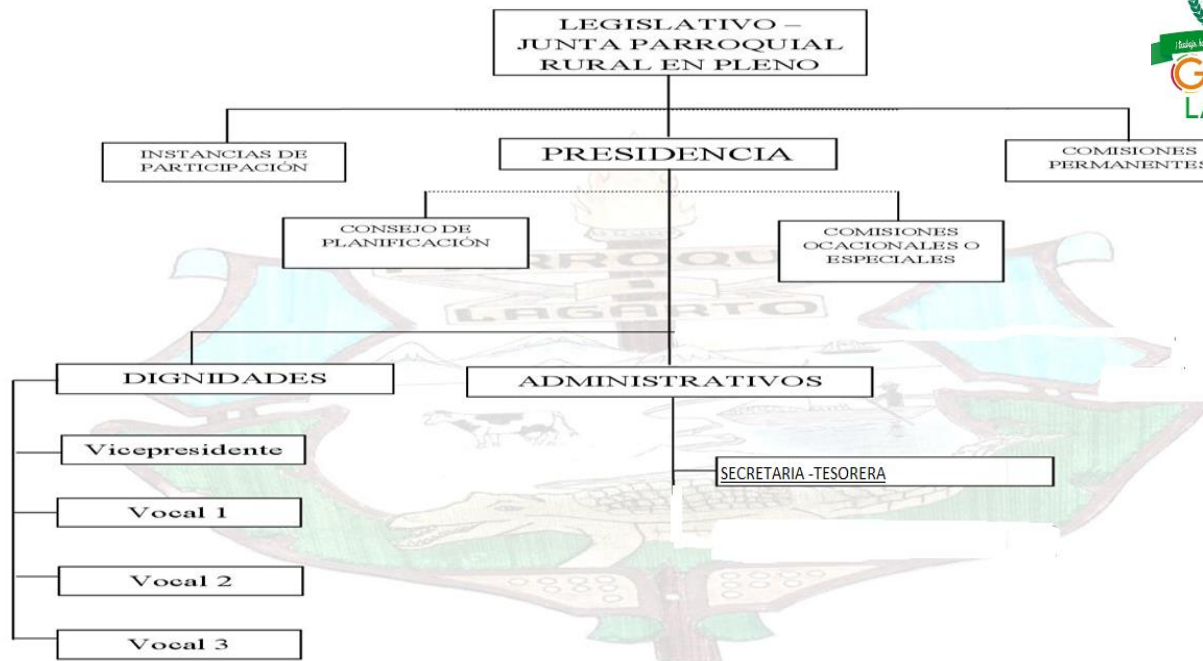 LEGISLATIVO –
JUNTA PARROQUIAL
RURAL EN PLENO
INSTANCIAS DE
PARTICIPACIÓN
PRESIDENCIA
COMISIONES
PERMANENTES
CONSEJO DE
PLANIFICACIÓN
COMISIONES
OCACIONALES O
ESPECIALES
LAGARTO
DIGNIDADES
ADMINISTRATIVOS
Vicepresidente
SECRETARIA -TESORERA
Vocal 1
Vocal 2
Vocal 3